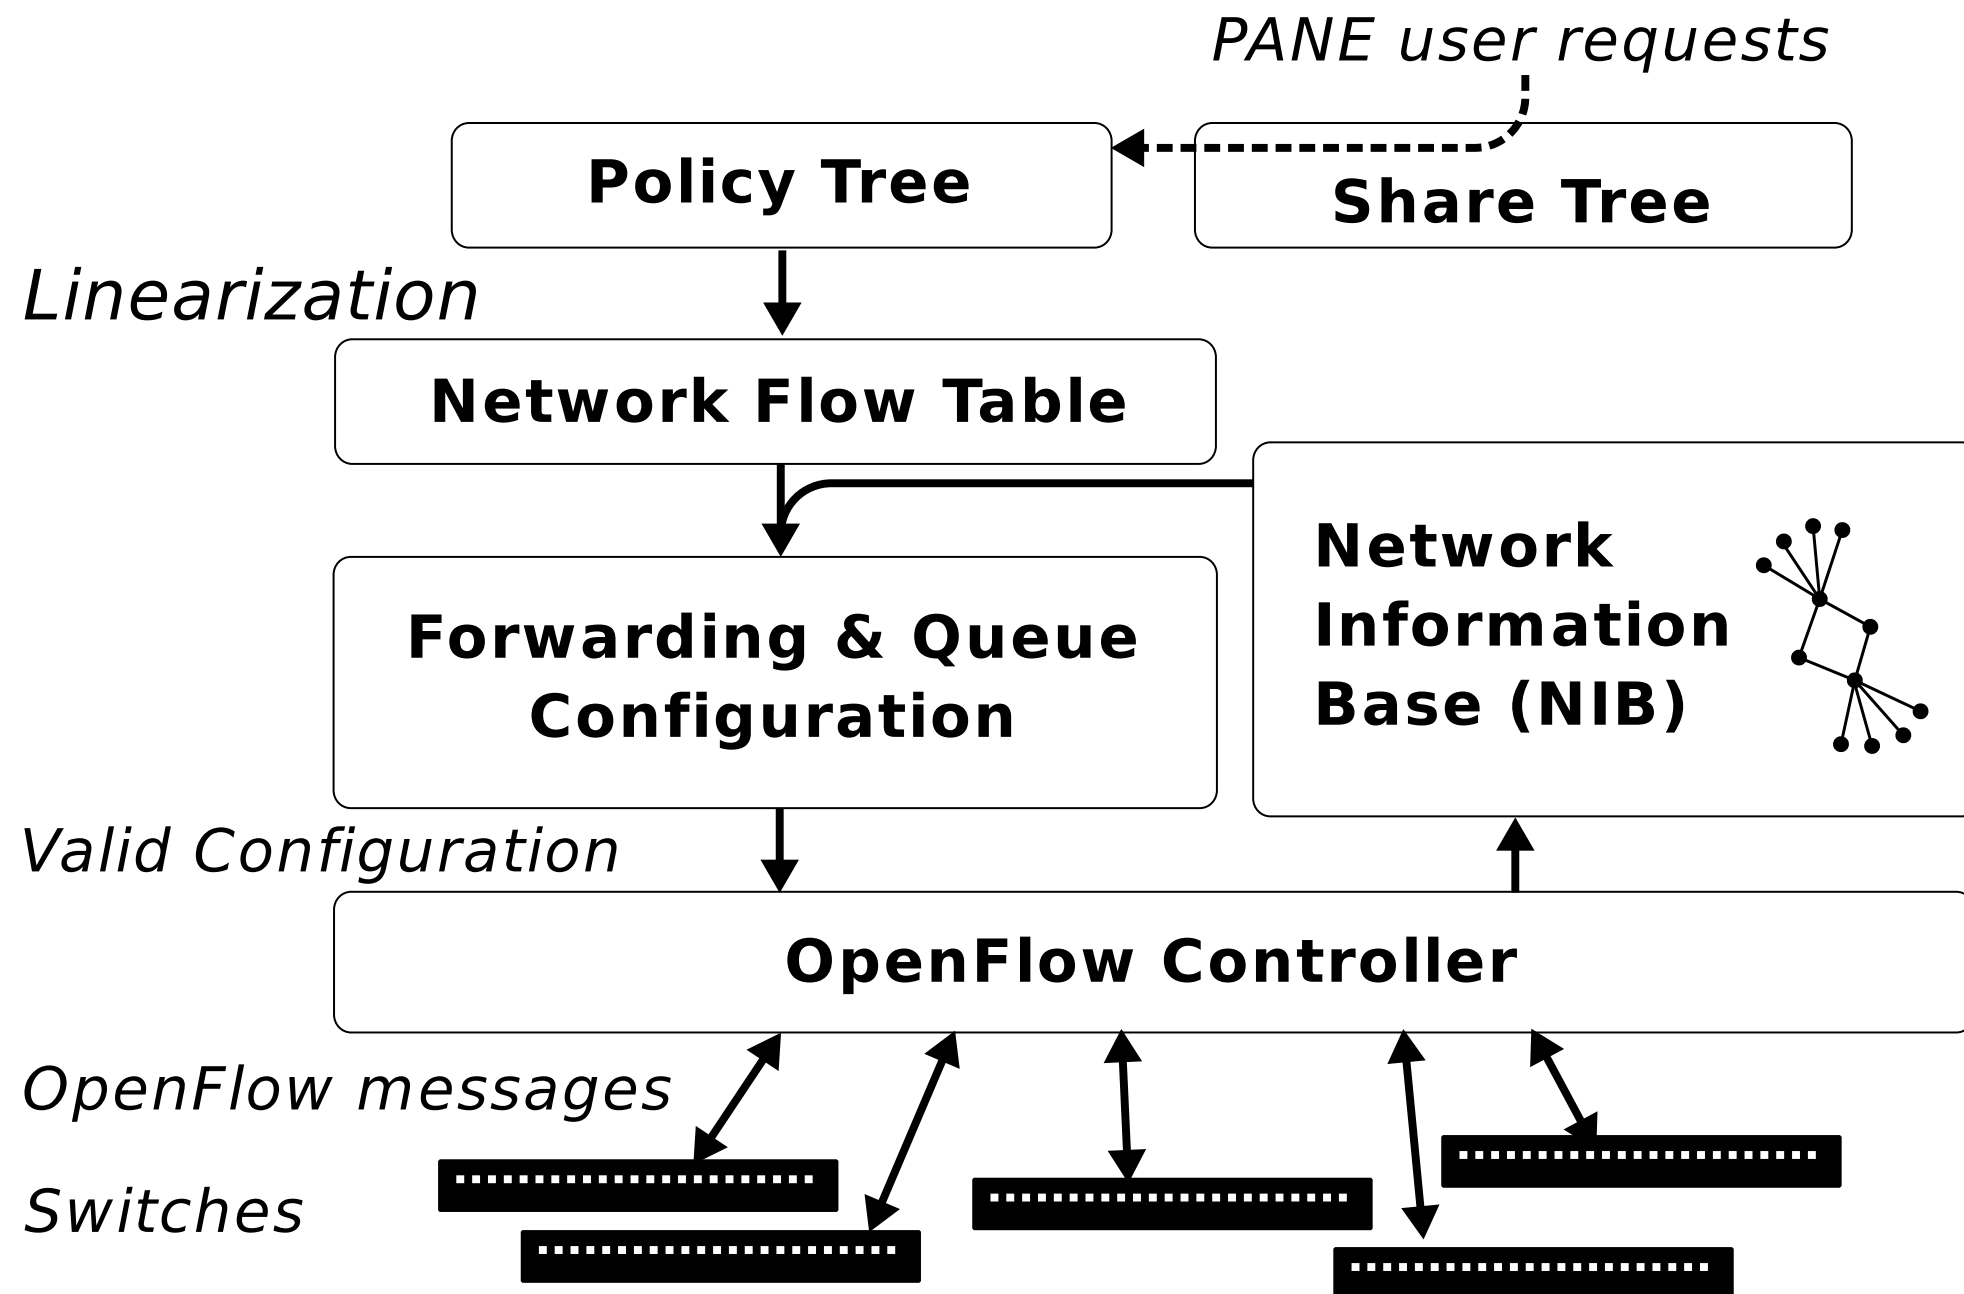 PANE user requests
Policy Tree
Share Tree
Linearization
Network Flow Table
Network
Information
Base (NIB)
Forwarding & Queue
Configuration
Valid Configuration
OpenFlow Controller
OpenFlow messages
Switches